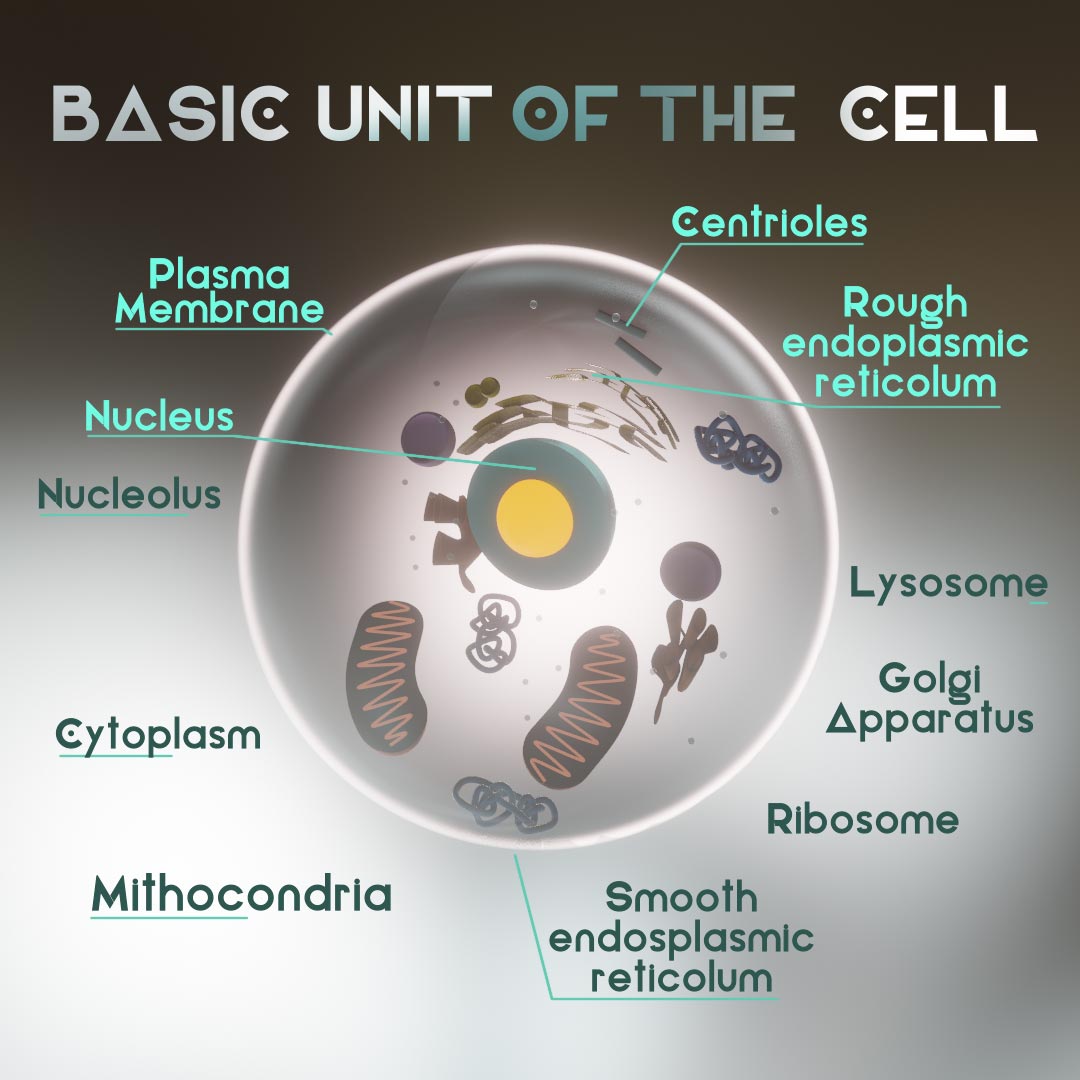 BASIC UNIT OF THE CELL
Centrioles
Plasma
Membrane
Rough
endoplasmic
reticolum
Nucleus
Nucleolus
Lysosome
Golgi
Apparatus
Cytoplasm
Ribosome
Mithocondria
Smooth
endosplasmic
reticolum